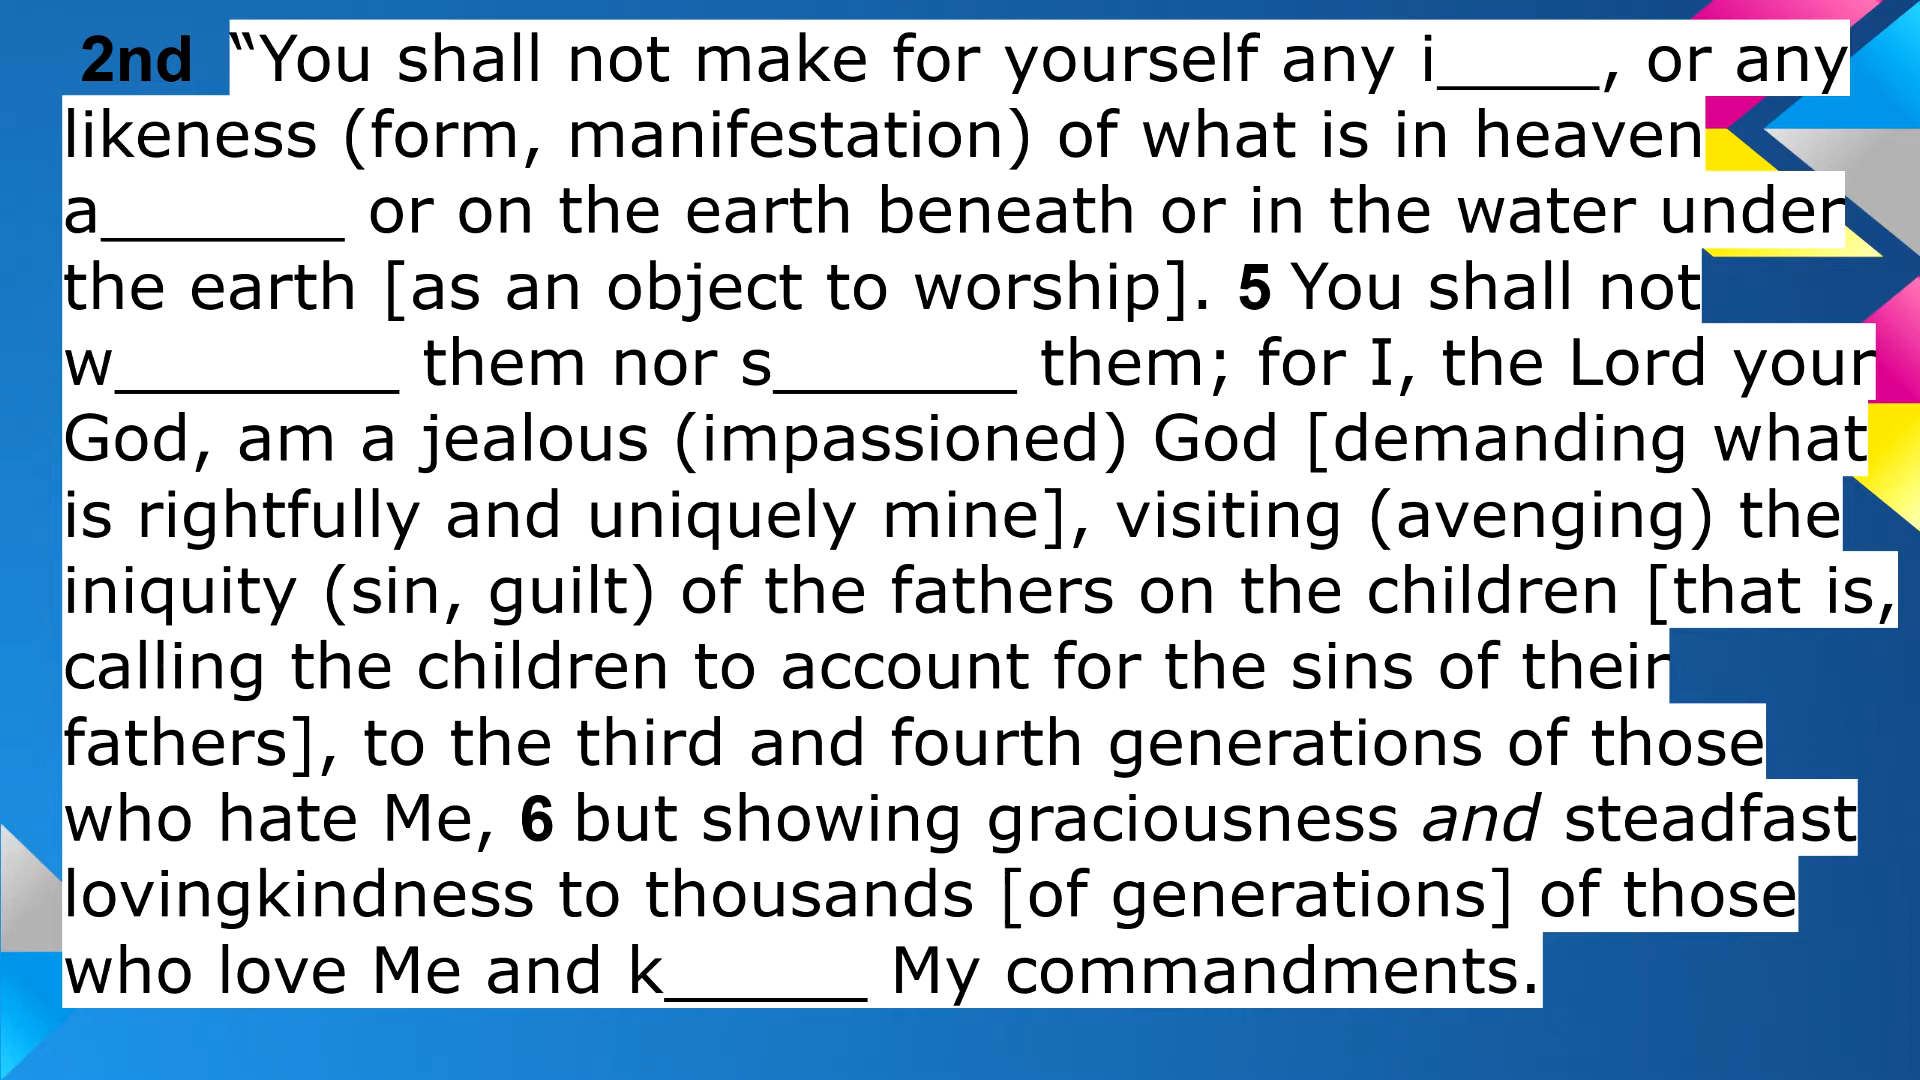 2nd “You shall not make for yourself any i____, or any
likeness (form, manifestation) of what is in heaven
a______ or on the earth beneath or in the water under
the earth [as an object to worship]. 5 You shall not
w_______ them nor s______ them; for I, the Lord your
God, am a jealous (impassioned) God [demanding what
is rightfully and uniquely mine], visiting (avenging) the
iniquity (sin, guilt) of the fathers on the children [that is,
calling the children to account for the sins of their
fathers], to the third and fourth generations of those
who hate Me, 6 but showing graciousness and steadfast
lovingkindness to thousands [of generations] of those
who love Me and k_____ My commandments.